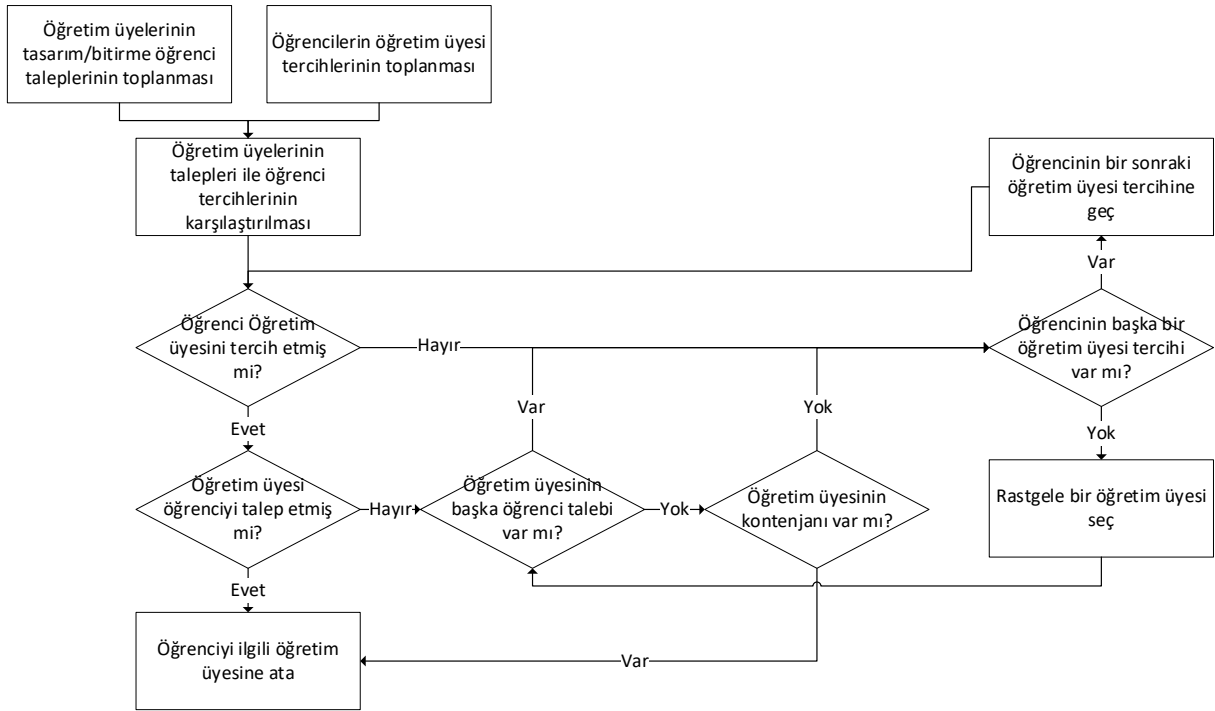 Öğretim üyelerinin
tasarım/bitirme öğrenci
taleplerinin toplanması
Öğrencilerin öğretim üyesi
tercihlerinin toplanması
Öğretim üyelerinin
talepleri ile öğrenci
tercihlerinin
karşılaştırılması
Öğrencinin bir sonraki
öğretim üyesi tercihine
geç
Var
Öğrenci Öğretim
üyesini tercih etmiş
mi?
Hayır
Öğrencinin başka bir
öğretim üyesi tercihi
var mı?
Evet
Var
Yok
Yok
Öğretim üyesi
öğrenciyi talep etmiş
mi?
Hayır
Öğretim üyesinin
başka öğrenci talebi
var mı?
Yok
Öğretim üyesinin
kontenjanı var mı?
Rastgele bir öğretim üyesi
seç
Evet
Öğrenciyi ilgili öğretim
üyesine ata
Var